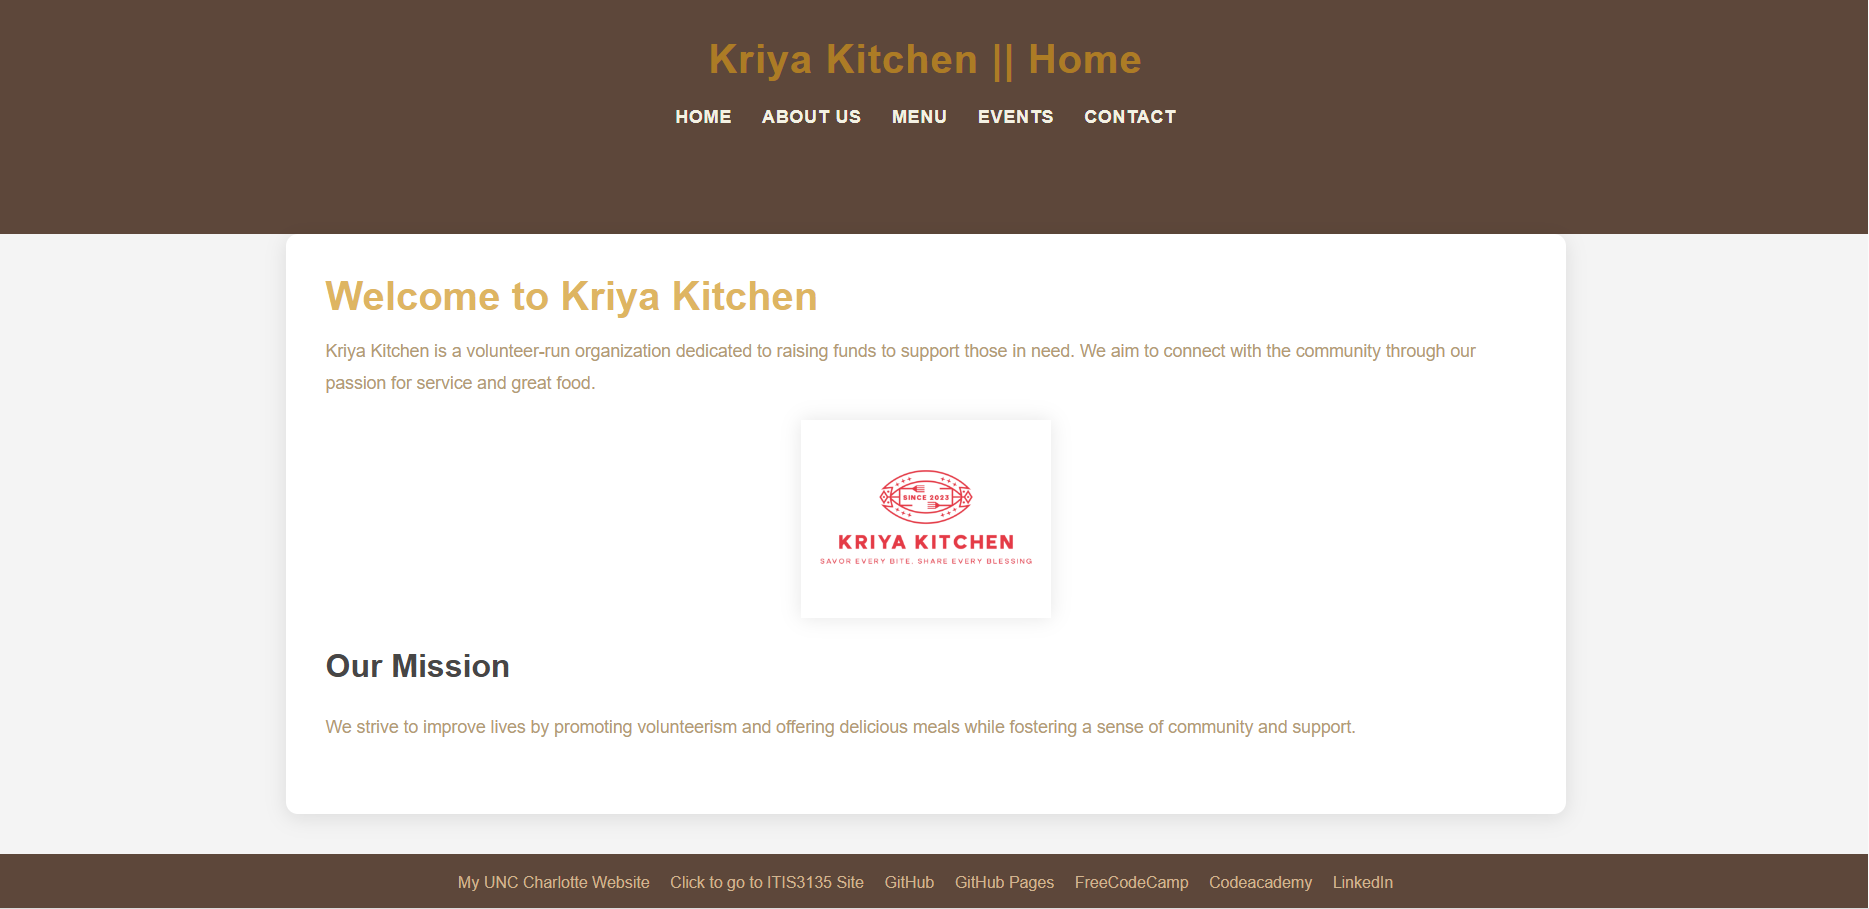 Kriya Kitchen || Home
HOME ABOUT US MENU EVENTS CONTACT
Welcome to Kriya Kitchen
Kriya Kitchen is a volunteer-run organization dedicated to raising funds to support those in need. We aim to connect with the community through our
passion for service and great food.
SINCE 2023
KRIYA KITCHEN
SAVOR EVERY BITE, SHARE EVERY BLESSING
Our Mission
We strive to improve lives by promoting volunteerism and offering delicious meals while fostering a sense of community and support.
My UNC Charlotte Website Click to go to ITIS3135 Site GitHub GitHub Pages FreeCodeCamp Codeacademy LinkedIn